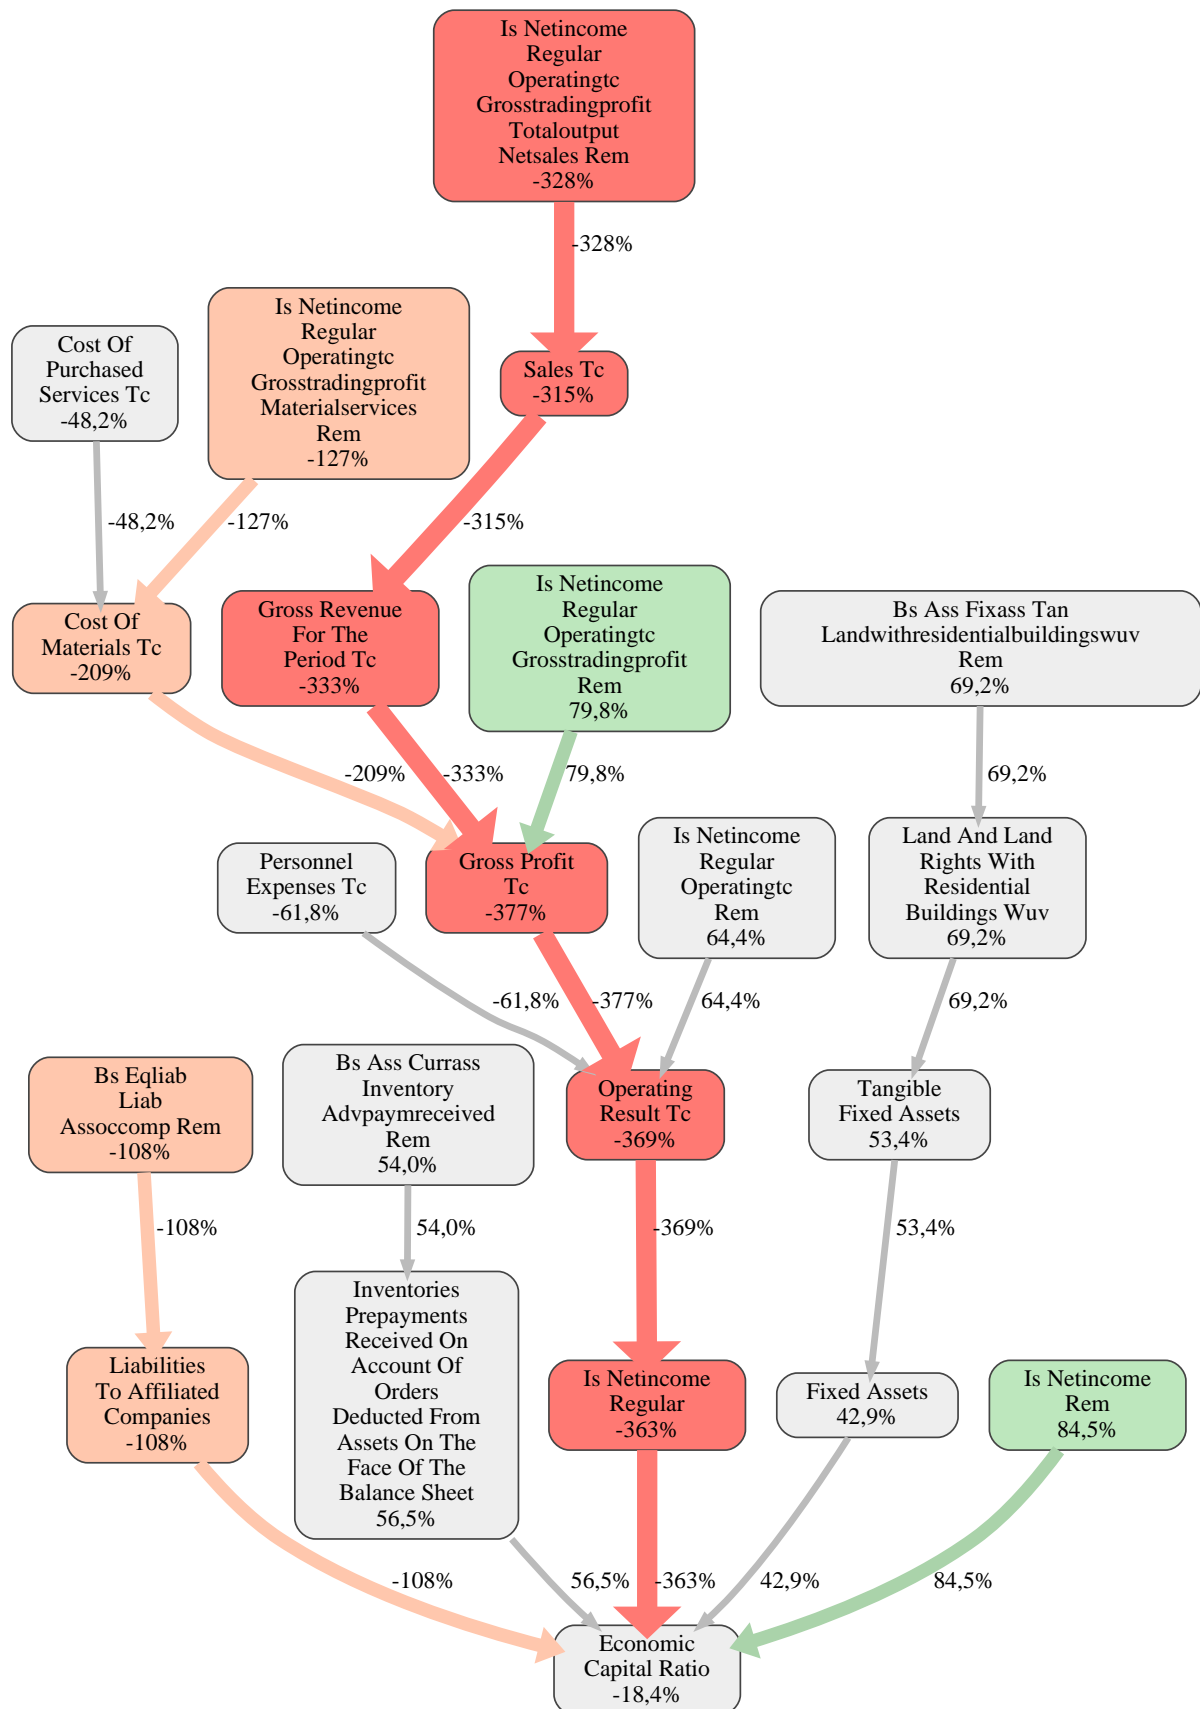 Is Netincome
Regular
Operatingtc
Grosstradingprofit
Totaloutput
Netsales Rem
-328%
-328%
Cost Of
Purchased
Services Tc
-48,2%
Is Netincome
Regular
Operatingtc
Grosstradingprofit
Materialservices
Rem
-127%
Sales Tc
-315%
-48,2%
-127%
-315%
Cost Of
Materials Tc
-209%
Gross Revenue
For The
Period Tc
-333%
Is Netincome
Regular
Operatingtc
Grosstradingprofit
Rem
79,8%
Bs Ass Fixass Tan
Landwithresidentialbuildingswuv
Rem
69,2%
-209%
-333%
79,8%
69,2%
Personnel
Expenses Tc
-61,8%
Gross Profit
Tc
-377%
Is Netincome
Regular
Operatingtc
Rem
64,4%
Land And Land
Rights With
Residential
Buildings Wuv
69,2%
-61,8%
-377%
64,4%
69,2%
Bs Eqliab
Liab
Assoccomp Rem
-108%
Bs Ass Currass
Inventory
Advpaymreceived
Rem
54,0%
Operating
Result Tc
-369%
Tangible
Fixed Assets
53,4%
-108%
54,0%
-369%
53,4%
Liabilities
To Affiliated
Companies
-108%
Inventories
Prepayments
Received On
Account Of
Orders
Deducted From
Assets On The
Face Of The
Balance Sheet
56,5%
Is Netincome
Regular
-363%
Fixed Assets
42,9%
Is Netincome
Rem
84,5%
-108%
56,5%
-363%
42,9%
84,5%
Economic
Capital Ratio
-18,4%